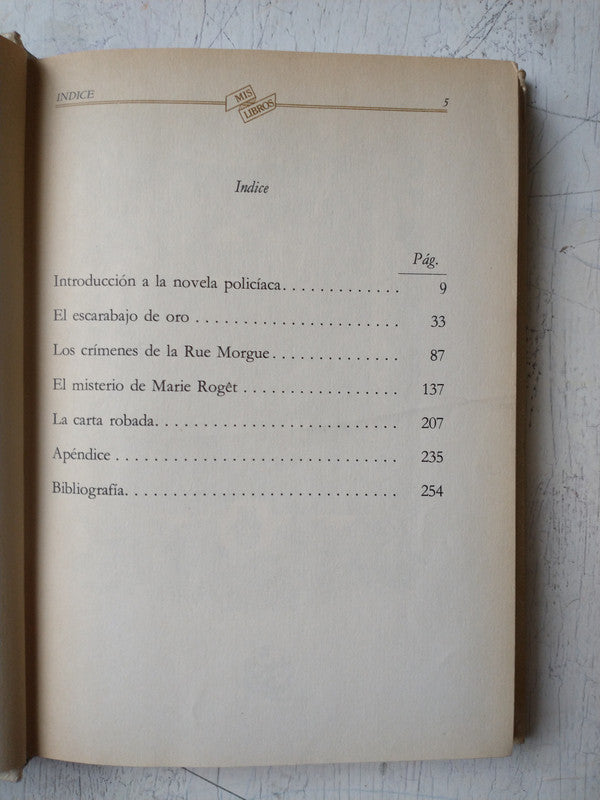 INDICE
MIS
LIBROS
5
Indice
Pág.
Introducción a la novela policíaca. . . . . . . . . . . . . 9
El escarabajo de oro . . . . . . . . . . . . . . . . . . . . . . 33
Los crímenes de la Rue Morgue. . . . . . . . . . . . . . 87
El misterio de Marie Rogêt . . . . . . . . . . . . . . . . . 137
La carta robada. . . . . . . . . . . . . . . . . . . . . . . . . . 207
Apéndice . . . . . . . . . . . . . . . . . . . . . . . . . . . . . . 235
Bibliografía. . . . . . . . . . . . . . . . . . . . . . . . . . . . . 254